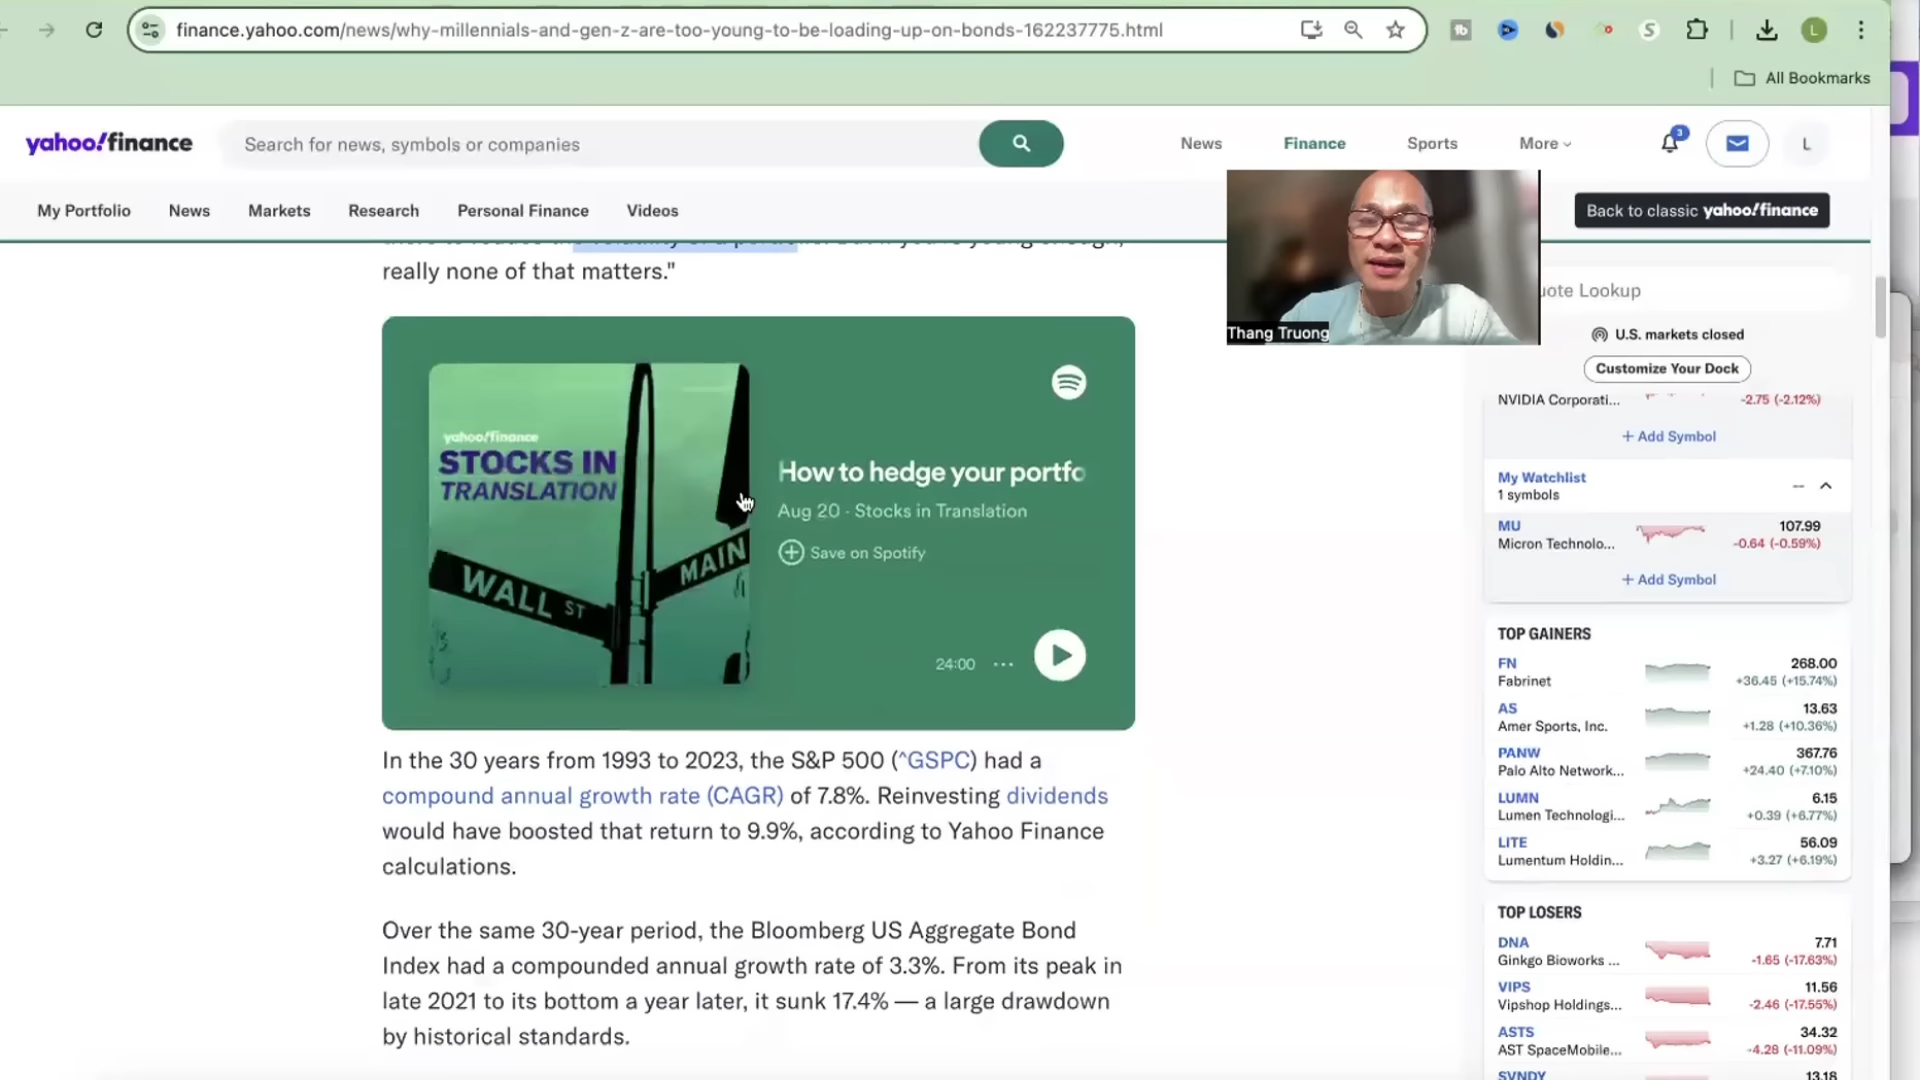 finance.yahoo.com/news/why-millennials-and-gen-z-are-too-young-to-be-loading-up-on-bonds-162237775.html
L
All Bookmarks
yahoo!finance
Search for news, symbols or companies
News
Finance
Sports
More
3
L
My Portfolio
News
Markets
Research
Personal Finance
Videos
Back to classic yahoo!finance
really none of that matters."
Thang Truong
yahoo!finance
STOCKS IN
TRANSLATION
WALL ST
MAIN
How to hedge your portfo
Aug 20 · Stocks in Translation
Save on Spotify
24:00
In the 30 years from 1993 to 2023, the S&P 500 (^GSPC) had a
compound annual growth rate (CAGR) of 7.8%. Reinvesting dividends
would have boosted that return to 9.9%, according to Yahoo Finance
calculations.
Over the same 30-year period, the Bloomberg US Aggregate Bond
Index had a compounded annual growth rate of 3.3%. From its peak in
late 2021 to its bottom a year later, it sunk 17.4% — a large drawdown
by historical standards.
uote Lookup
U.S. markets closed
Customize Your Dock
NVIDIA Corporati... -2.75 (-2.12%)
+ Add Symbol
My Watchlist --
1 symbols
MU 107.99
Micron Technolo... -0.64 (-0.59%)
+ Add Symbol
TOP GAINERS
FN 268.00
Fabrinet +36.45 (+15.74%)
AS 13.63
Amer Sports, Inc. +1.28 (+10.36%)
PANW 367.76
Palo Alto Network... +24.40 (+7.10%)
LUMN 6.15
Lumen Technologi... +0.39 (+6.77%)
LITE 56.09
Lumentum Holdin... +3.27 (+6.19%)
TOP LOSERS
DNA 7.71
Ginkgo Bioworks ... -1.65 (-17.63%)
VIPS 11.56
Vipshop Holdings... -2.46 (-17.55%)
ASTS 34.32
AST SpaceMobile... -4.28 (-11.09%)
SVNDY 13.18